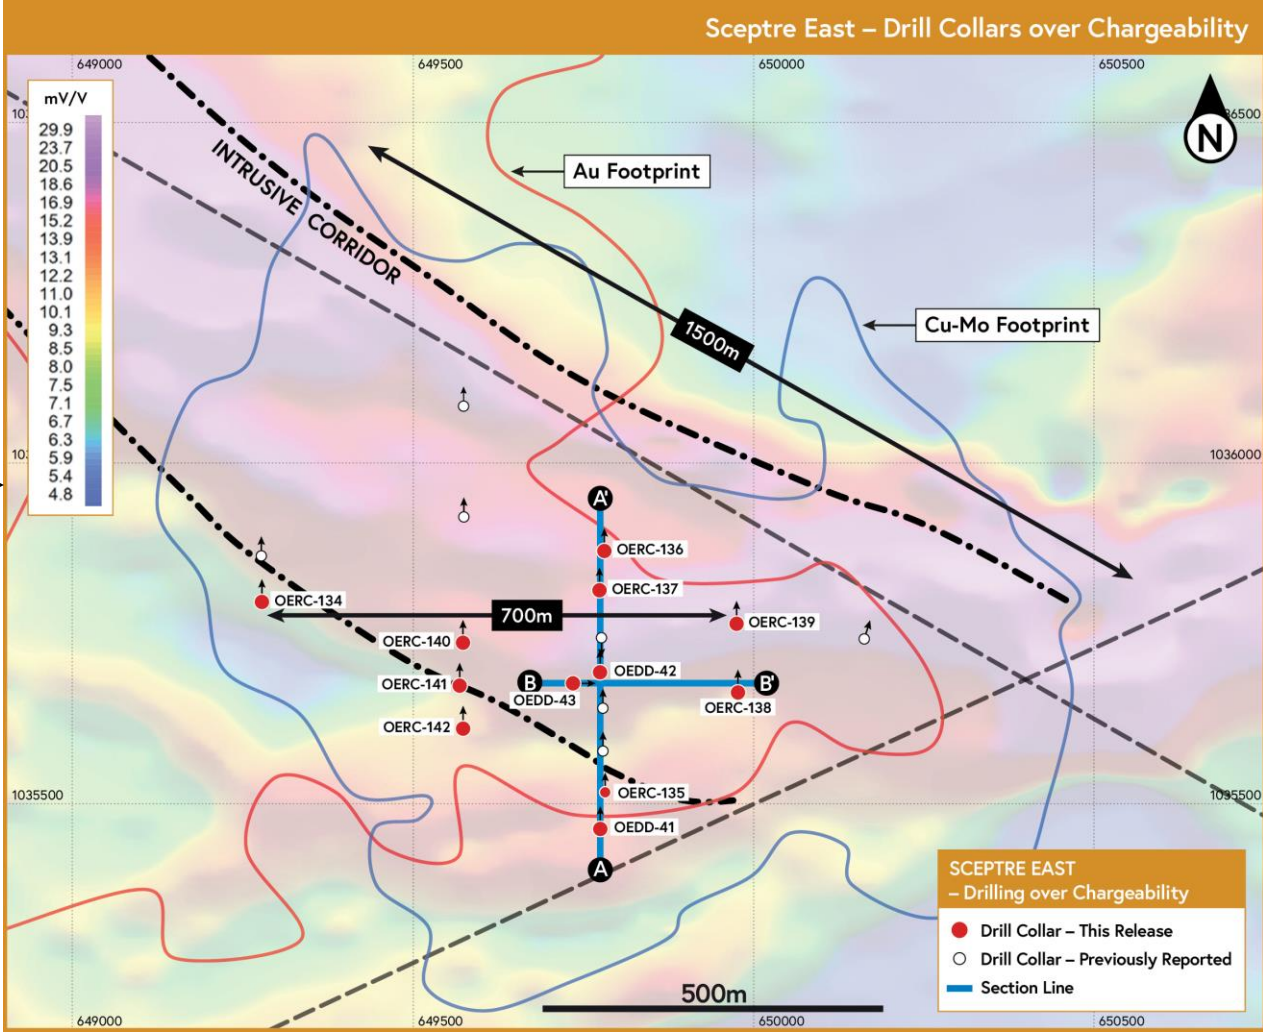 Sceptre East – Drill Collars over Chargeability
649000
649500
650000
650500
mV/V
29.9
23.7
20.5
18.6
16.9
15.2
13.9
13.1
12.2
11.0
10.1
9.3
8.5
8.0
7.5
7.1
6.7
6.3
5.9
5.4
4.8
N
INTRUSIVE CORRIDOR
Au Footprint
Cu-Mo Footprint
1500m
1036000
A'
OERC-136
OERC-137
OERC-134
700m
OERC-139
OERC-140
OEDD-42
OERC-141
B
B'
OEDD-43
OERC-138
OERC-142
OERC-135
1035500
1035500
OEDD-41
A
SCEPTRE EAST
– Drilling over Chargeability
Drill Collar – This Release
Drill Collar – Previously Reported
Section Line
500m
649000
649500
650000
650500